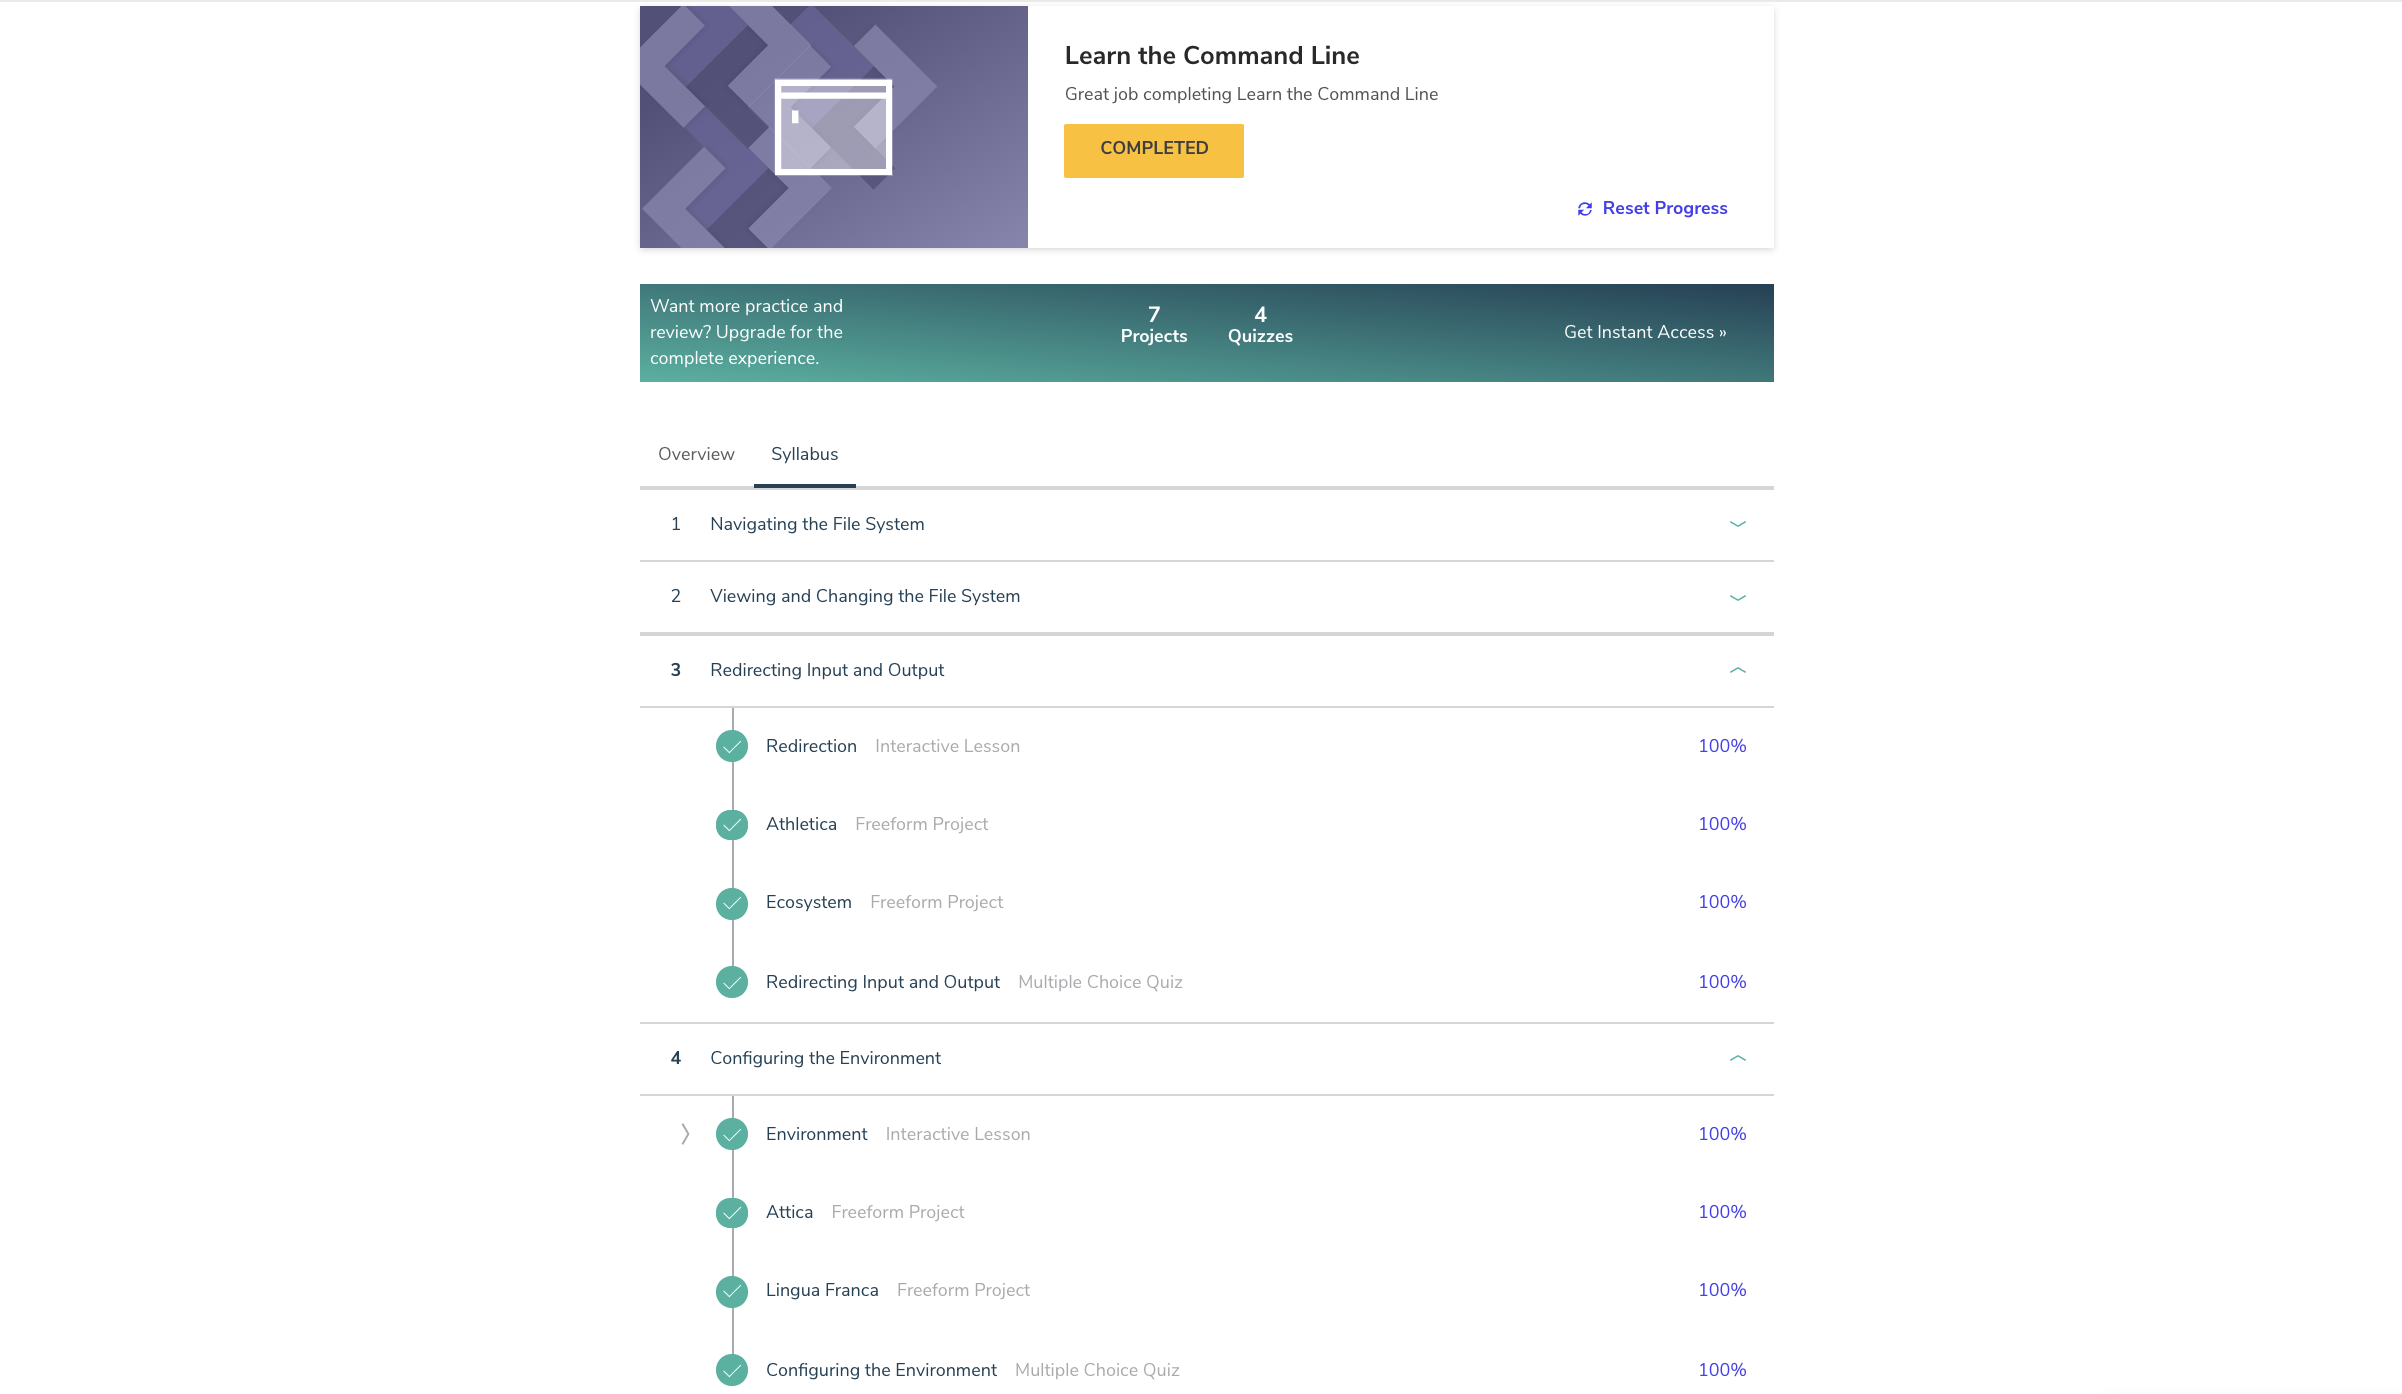 Learn the Command Line
Great job completing Learn the Command Line
COMPLETED
Reset Progress
Want more practice and
review? Upgrade for the
complete experience.
7
Projects
4
Quizzes
Get Instant Access »
Overview
Syllabus
1 Navigating the File System
2 Viewing and Changing the File System
3 Redirecting Input and Output
Redirection Interactive Lesson 100%
Athletica Freeform Project 100%
Ecosystem Freeform Project 100%
Redirecting Input and Output Multiple Choice Quiz 100%
4 Configuring the Environment
Environment Interactive Lesson 100%
Attica Freeform Project 100%
Lingua Franca Freeform Project 100%
Configuring the Environment Multiple Choice Quiz 100%